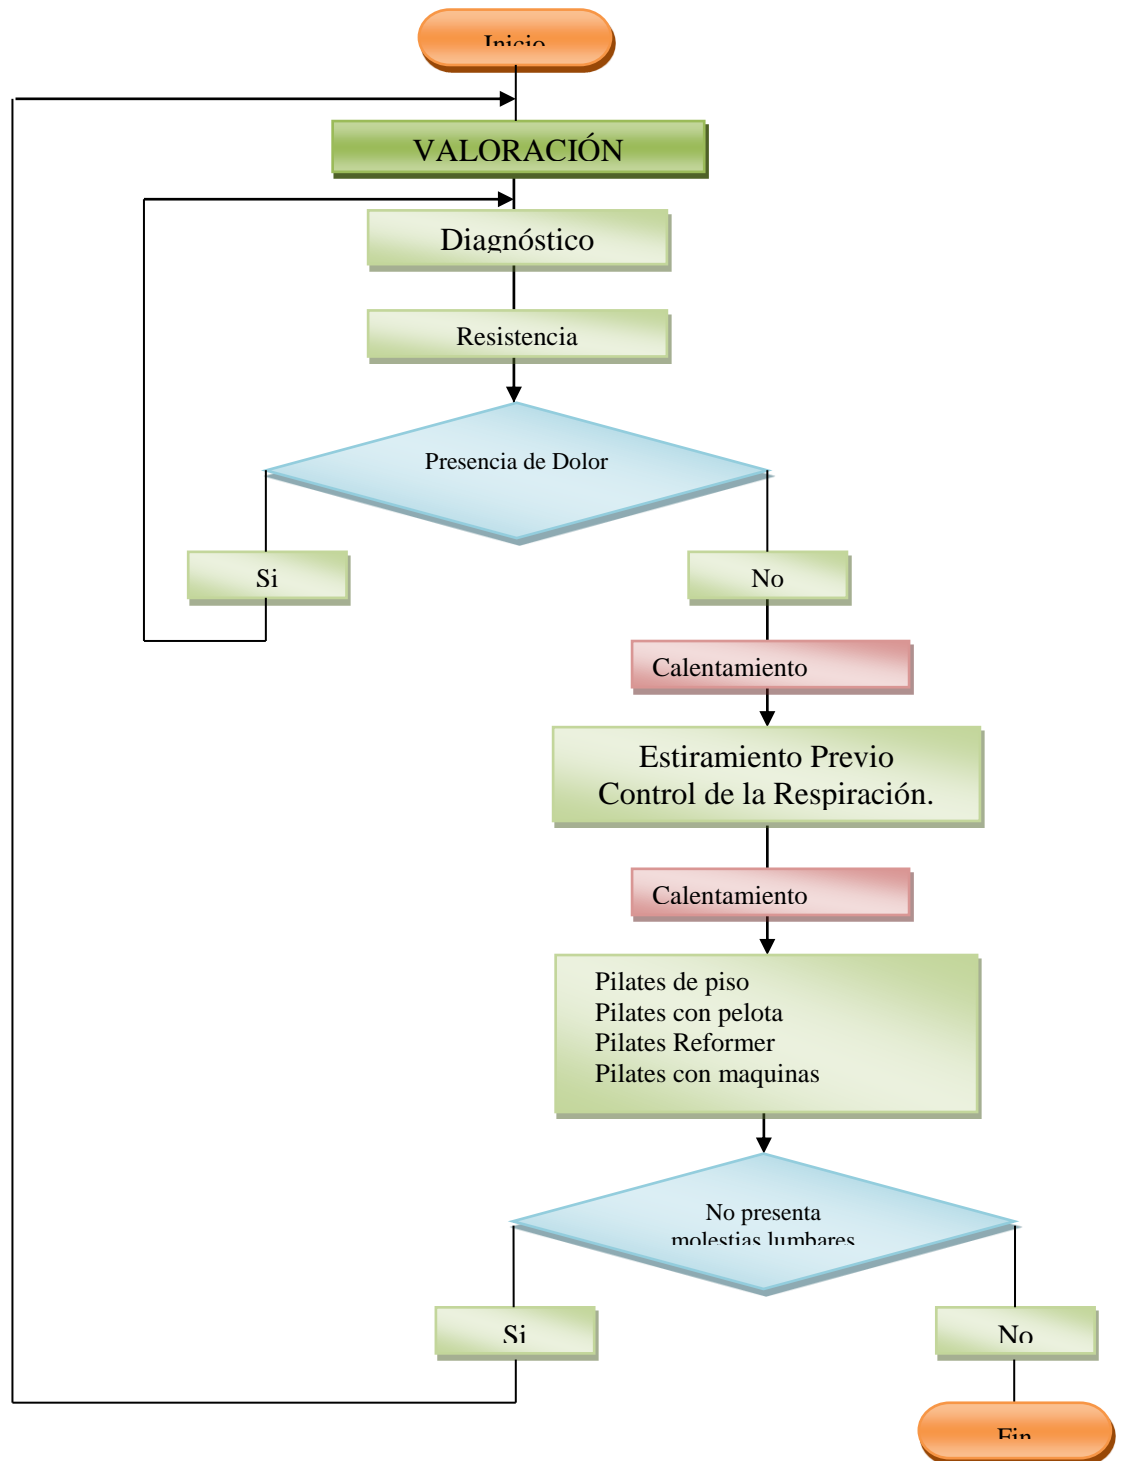 Inicio
VALORACIÓN
Diagnóstico
Resistencia
Presencia de Dolor
Si
No
Calentamiento
Estiramiento Previo
Control de la Respiración.
Calentamiento
Pilates de piso
Pilates con pelota
Pilates Reformer
Pilates con maquinas
No presenta
molestias lumbares
Si
No
Fin